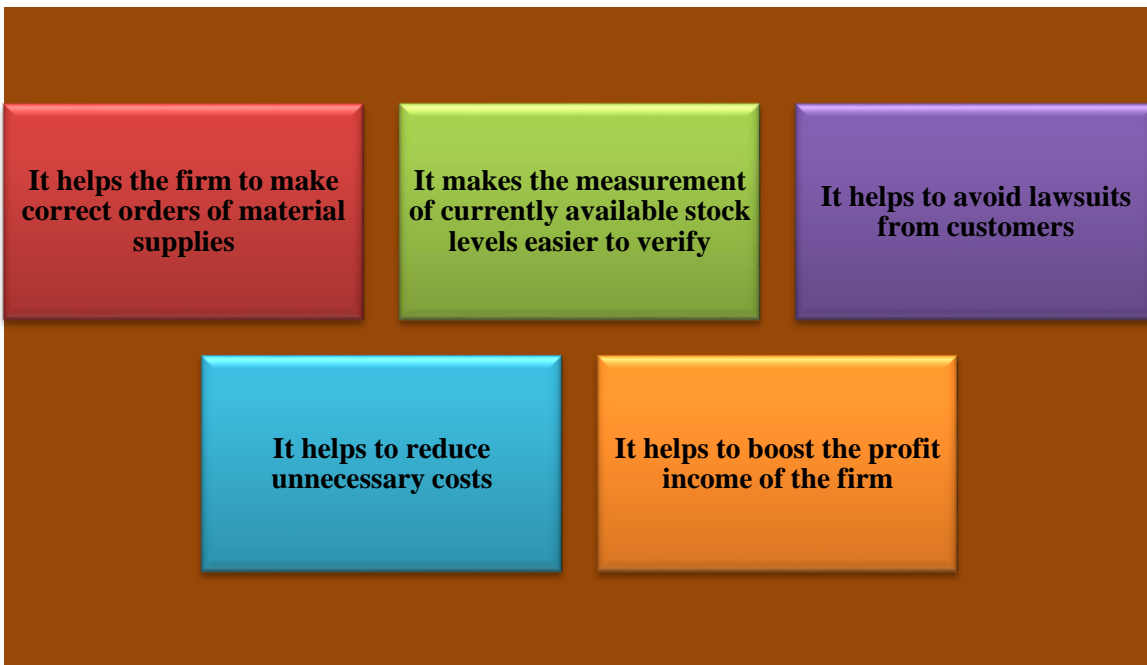 It helps the firm to make
correct orders of material
supplies
It makes the measurement
of currently available stock
levels easier to verify
It helps to avoid lawsuits
from customers
It helps to reduce
unnecessary costs
It helps to boost the profit
income of the firm